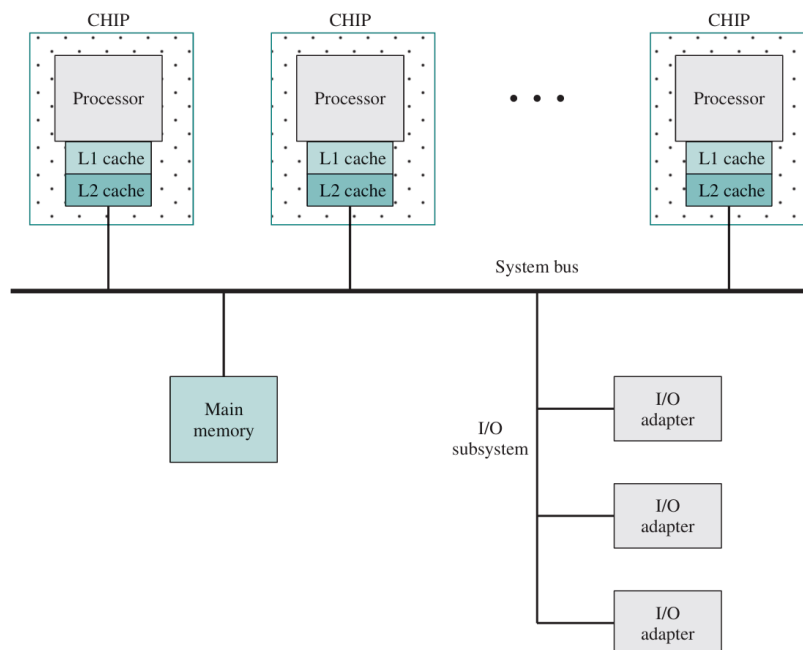 CHIP
CHIP
CHIP
Processor
Processor
• • •
Processor
L1 cache
L1 cache
L1 cache
L2 cache
L2 cache
L2 cache
System bus
Main
memory
I/O
subsystem
I/O
adapter
I/O
adapter
I/O
adapter